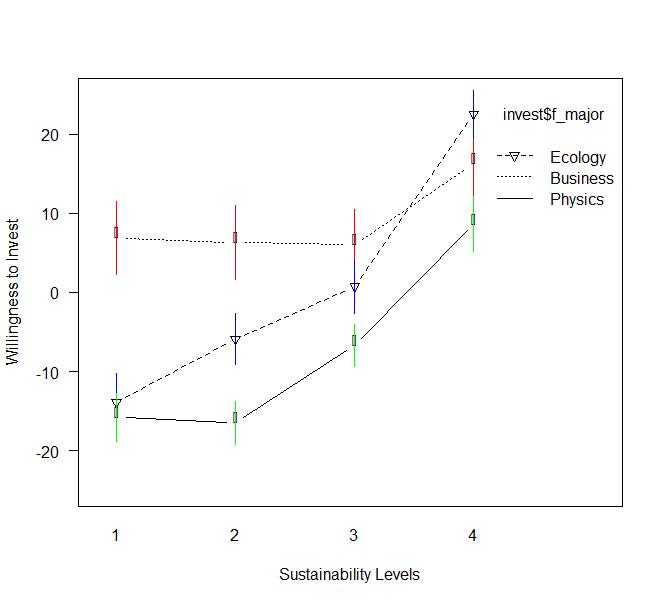 invest$f_major
Ecology
Business
Physics
Willingness to Invest
20
10
0
-10
-20
1 2 3 4
Sustainability Levels